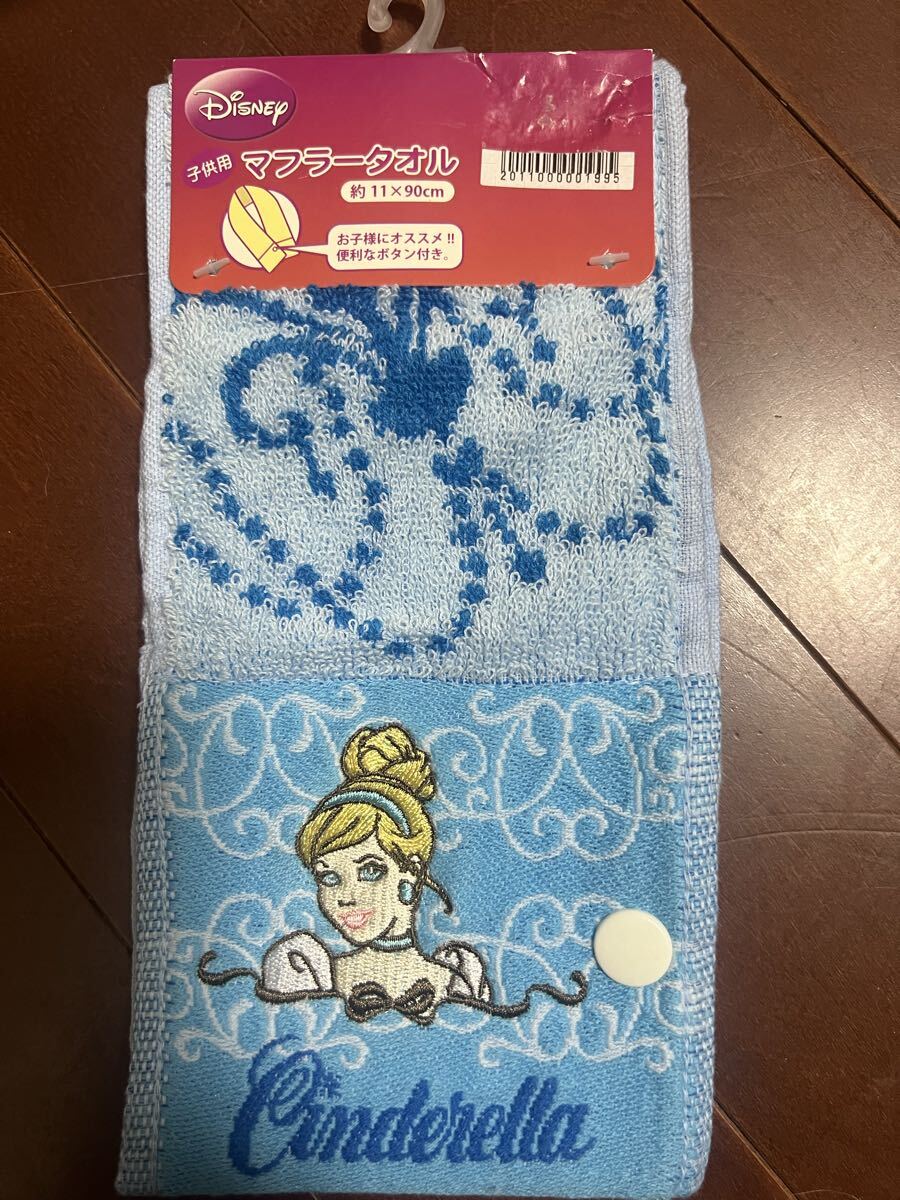 Disney
子供用
マフラータオル
約11×90cm
お子様にオススメ!!
便利なボタン付き。
2011000001995
Cinderella